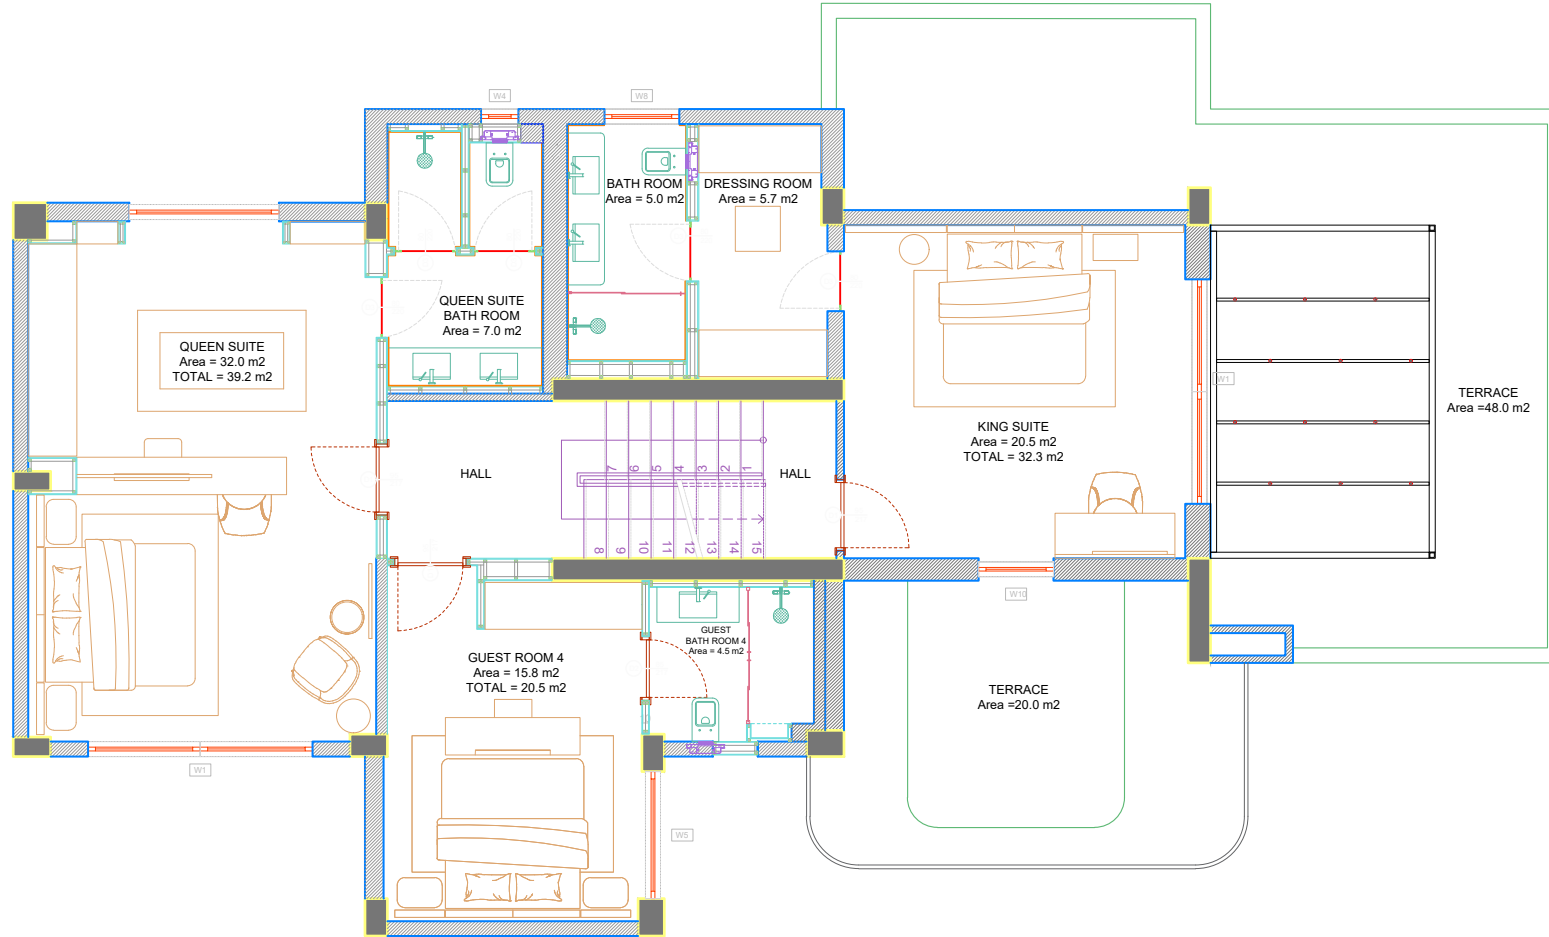 W4
W8
BATH ROOM
Area = 5.0 m2
DRESSING ROOM
Area = 5.7 m2
QUEEN SUITE
BATH ROOM
Area = 7.0 m2
QUEEN SUITE
Area = 32.0 m2
TOTAL = 39.2 m2
W1
TERRACE
Area =48.0 m2
KING SUITE
Area = 20.5 m2
TOTAL = 32.3 m2
HALL
7
6
5
4
3
2
1
HALL
8
9
10
11
12
13
14
15
W10
GUEST
BATH ROOM 4
Area = 4.5 m2
GUEST ROOM 4
Area = 15.8 m2
TOTAL = 20.5 m2
TERRACE
Area =20.0 m2
W1
W5